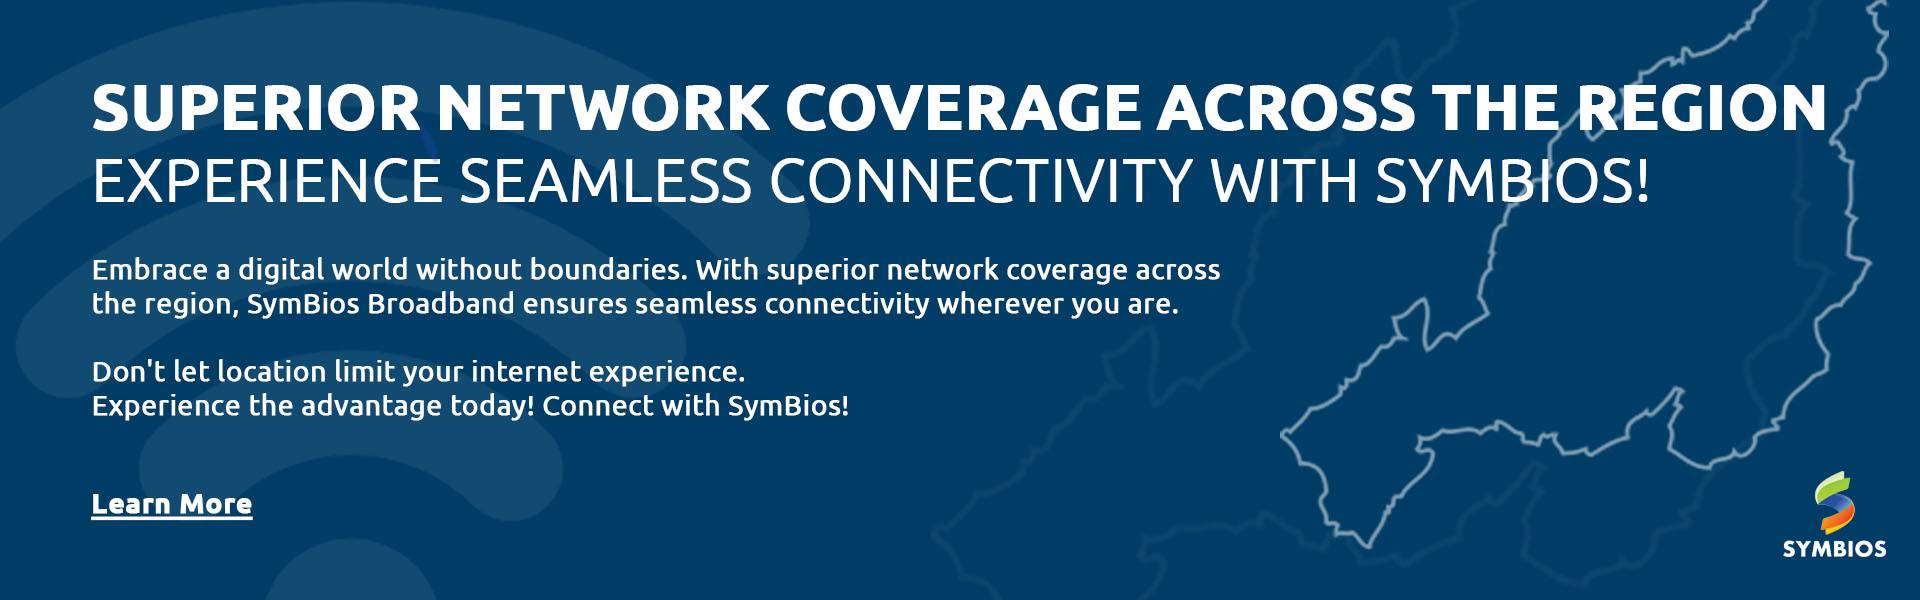 SUPERIOR NETWORK COVERAGE ACROSS THE REGION
EXPERIENCE SEAMLESS CONNECTIVITY WITH SYMBIOS!
Embrace a digital world without boundaries. With superior network coverage across
the region, SymBios Broadband ensures seamless connectivity wherever you are.
Don't let location limit your internet experience.
Experience the advantage today! Connect with SymBios!
Learn More
SYMBIOS